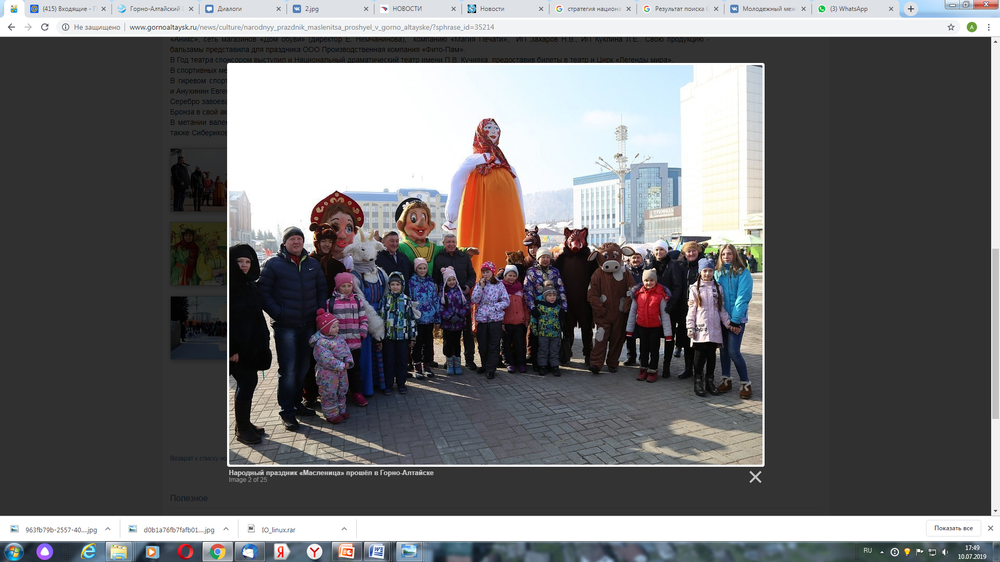 (415) Входящие - П
Горно-Алтайский
Диалоги
2.jpg
НОВОСТИ
Новости
стратегия национа
Результат поиска G
Молодежный меж
(3) WhatsApp
Не защищено
www.gornoaltaysk.ru/news/culture/narodnyy_prazdnik_maslenitsa_proshyel_v_gorno_altayske/?sphrase_id=35214
A
«Аникс», сеть магазинов «Дом обуви» (директор Е. Немчанинова), компанию «Магия Печати», ИП Захаров Н.В., ИП Куклина Л.Е.. Свою продукцию -
бальзамы представила для праздника ООО Производственная компания «Фито-Пам».
В Год театра спонсором выступил и Национальный драматический театр имени П.В. Кучияка, предоставив билеты в театр и Цирк «Легенды мира».
В спортивных ме
В гиревом спорт
и Анухинин Евге
Серебро завоева
Бронза в свой ак
В метании вален
также Сибериков
ТРЮФЕЛЬ
Народный праздник «Масленица» прошёл в Горно-Алтайске
Image 2 of 25
Возврат к списку но
Полезное
963fb79b-2557-40....jpg
d0b1a76fb7fafb01....jpg
IO_linux.rar
Показать все
RU
17:49
10.07.2019